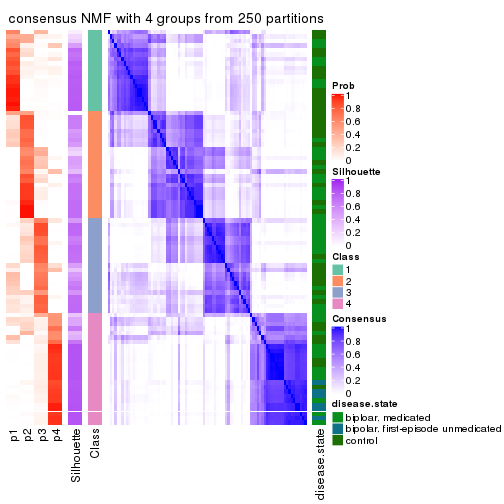 consensus NMF with 4 groups from 250 partitions
Prob
1
0.8
0.6
0.4
0.2
0
Silhouette
1
0.8
0.6
0.4
0.2
0
Class
1
2
3
4
Consensus
1
0.8
0.6
0.4
0.2
0
disease.state
biploar, medicated
bipolar, first-episode unmedicated
control
p1
p2
p3
p4
Silhouette
Class
disease.state